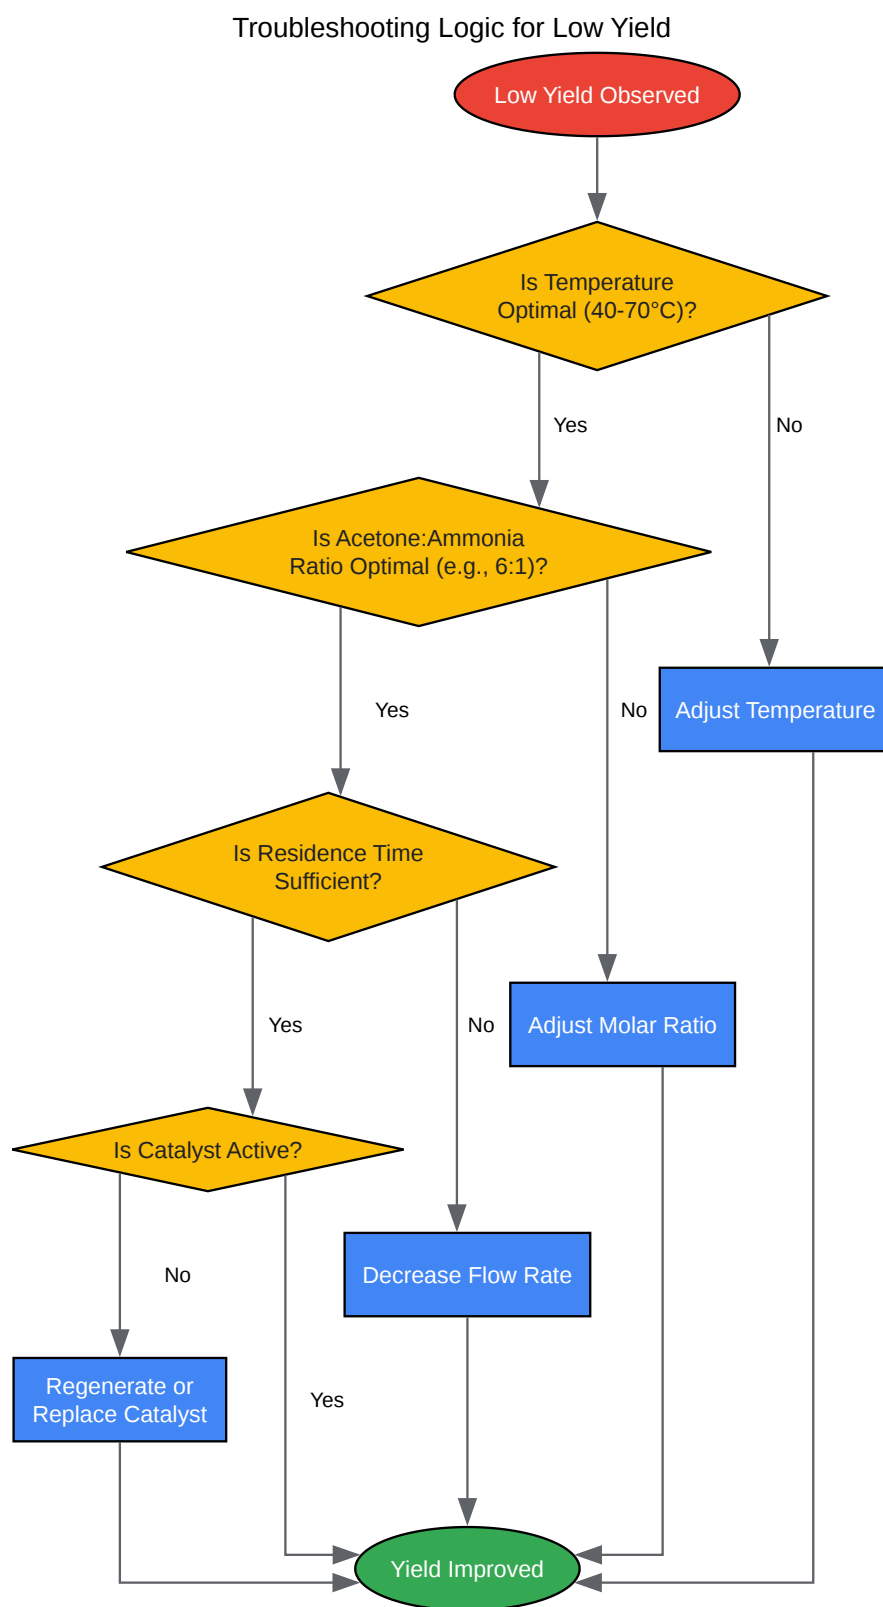 Troubleshooting Logic for Low Yield
Low Yield Observed
Is Temperature
Optimal (40-70°C)?
Yes
No
Is Acetone:Ammonia
Ratio Optimal (e.g., 6:1)?
Yes
No
Adjust Temperature
Is Residence Time
Sufficient?
Yes
No
Adjust Molar Ratio
Is Catalyst Active?
No
Decrease Flow Rate
Regenerate or
Replace Catalyst
Yes
Yield Improved